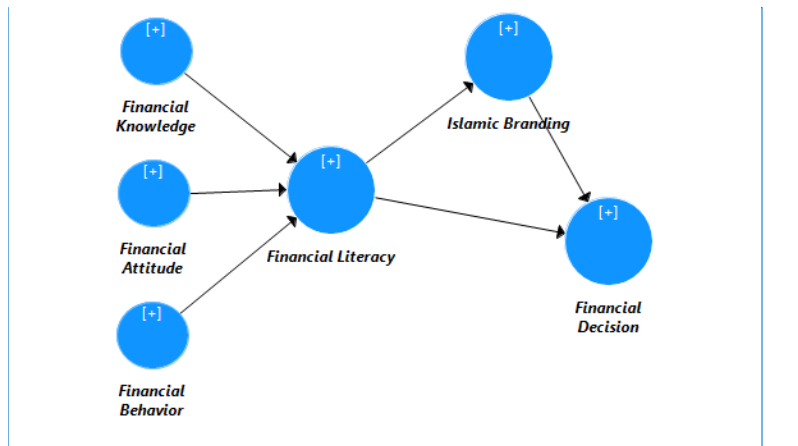 [+]
Financial
Knowledge
[+]
Islamic Branding
[+]
Financial
Attitude
[+]
Financial Literacy
[+]
Financial
Decision
[+]
Financial
Behavior